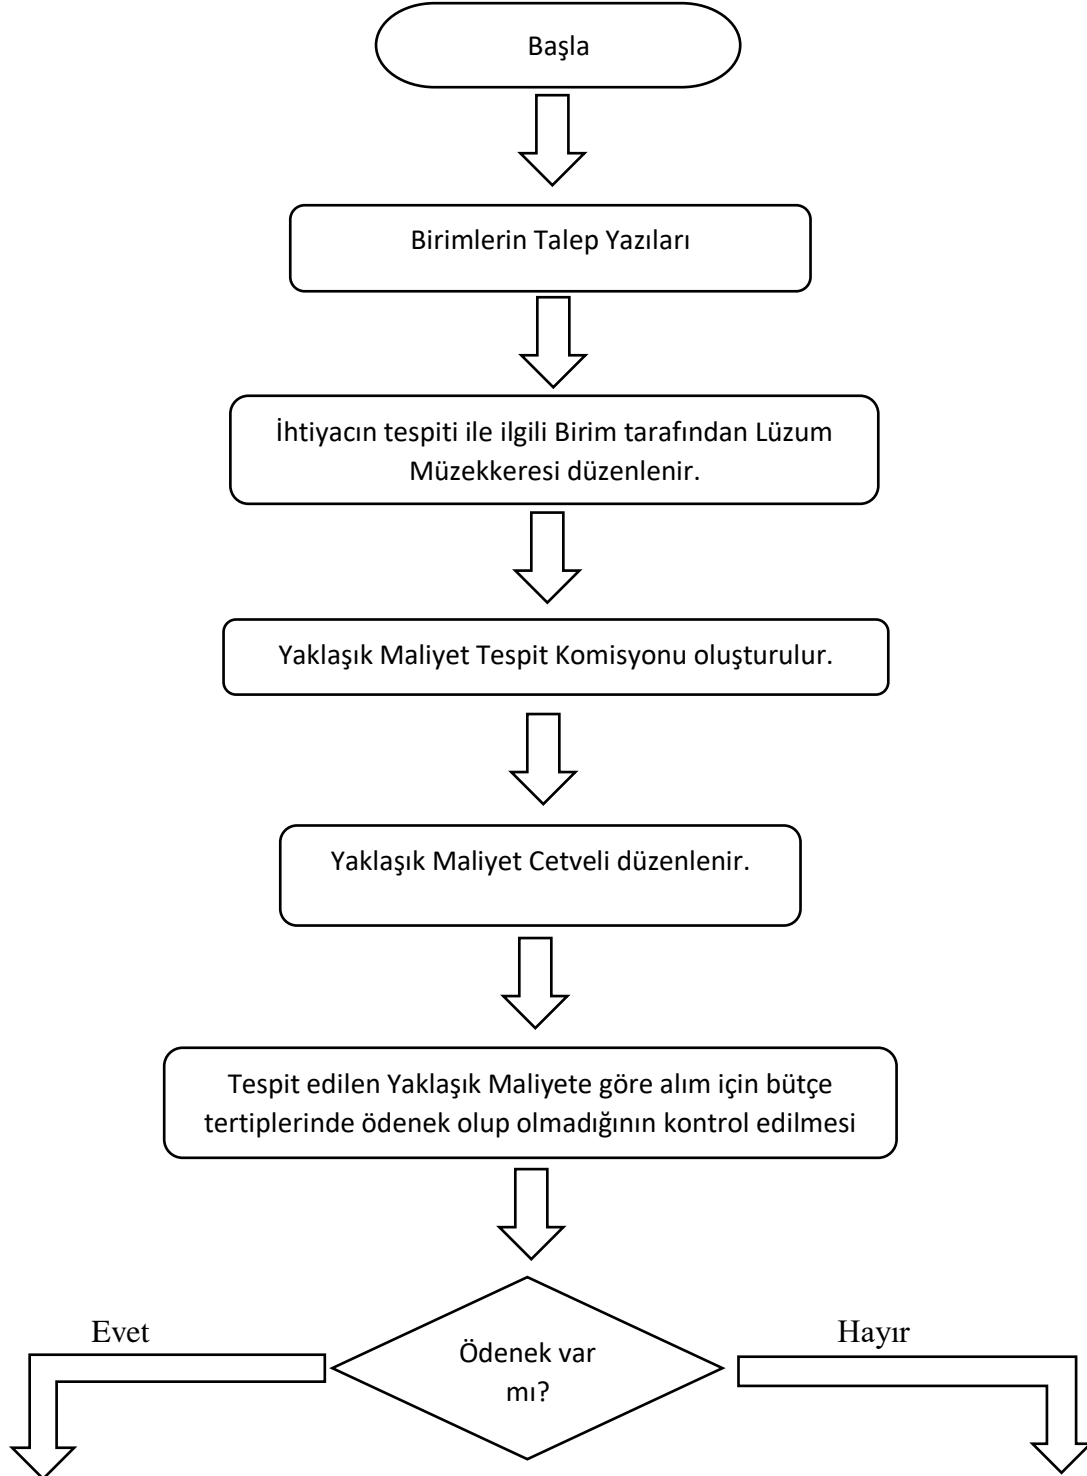 Başla
Birimlerin Talep Yazıları
İhtiyacın tespiti ile ilgili Birim tarafından Lüzum
Müzekkeresi düzenlenir.
Yaklaşık Maliyet Tespit Komisyonu oluşturulur.
Yaklaşık Maliyet Cetveli düzenlenir.
Tespit edilen Yaklaşık Maliyete göre alım için bütçe
tertiplerinde ödenek olup olmadığının kontrol edilmesi
Evet
Hayır
Ödenek var
mı?